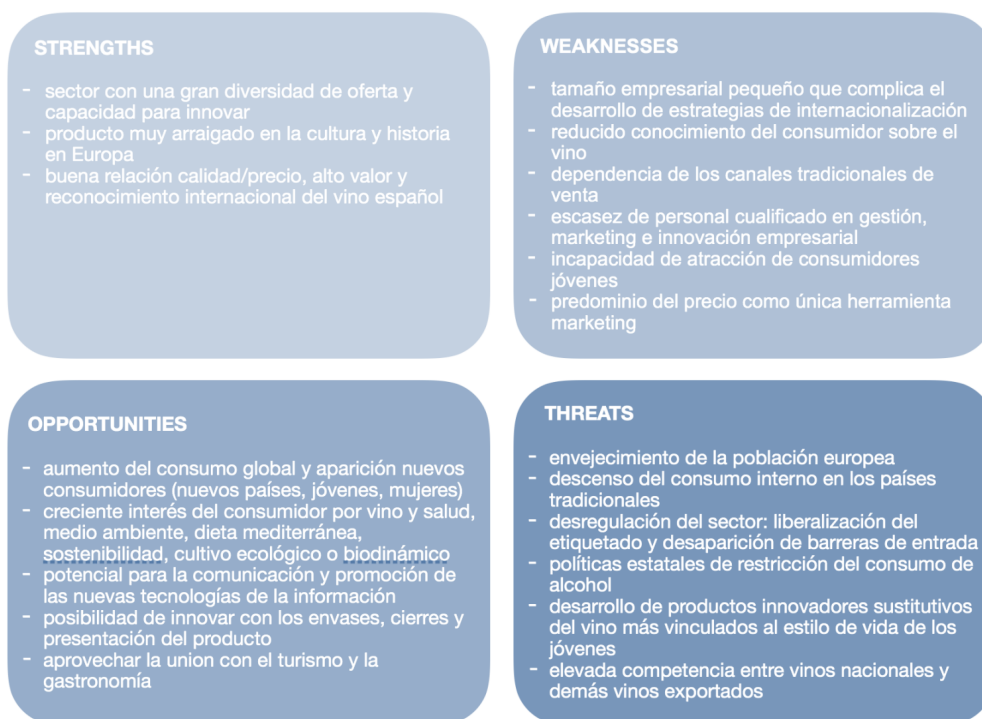 STRENGTHS
- sector con una gran diversidad de oferta y
capacidad para innovar
- producto muy arraigado en la cultura y historia
en Europa
- buena relación calidad/precio, alto valor y
reconocimiento internacional del vino español
WEAKNESSES
- tamaño empresarial pequeño que complica el
desarrollo de estrategias de internacionalización
- reducido conocimiento del consumidor sobre el
vino
- dependencia de los canales tradicionales de
venta
- escasez de personal cualificado en gestión,
marketing e innovación empresarial
- incapacidad de atracción de consumidores
jóvenes
- predominio del precio como única herramienta
marketing
OPPORTUNITIES
- aumento del consumo global y aparición nuevos
consumidores (nuevos países, jóvenes, mujeres)
- creciente interés del consumidor por vino y salud,
medio ambiente, dieta mediterránea,
sostenibilidad, cultivo ecológico o biodinámico
- potencial para la comunicación y promoción de
las nuevas tecnologías de la información
- posibilidad de innovar con los envases, cierres y
presentación del producto
- aprovechar la union con el turismo y la
gastronomía
THREATS
- envejecimiento de la población europea
- descenso del consumo interno en los países
tradicionales
- desregulación del sector: liberalización del
etiquetado y desaparición de barreras de entrada
- políticas estatales de restricción del consumo de
alcohol
- desarrollo de productos innovadores sustitutivos
del vino más vinculados al estilo de vida de los
jóvenes
- elevada competencia entre vinos nacionales y
demás vinos exportados